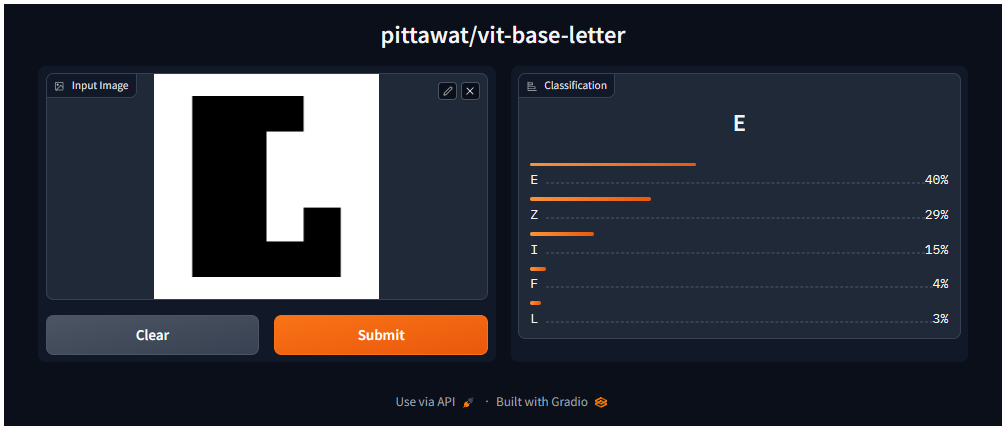 pittawat/vit-base-letter
Input Image
Classification
E
E 40%
Z 29%
I 15%
F 4%
L 3%
Clear
Submit
Use via API · Built with Gradio